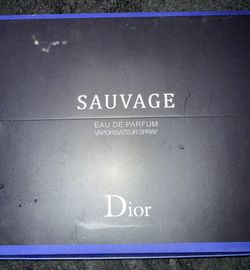 SAUVAGE
EAU DE PARFUM
VAPORISATEUR SPRAY
Dior